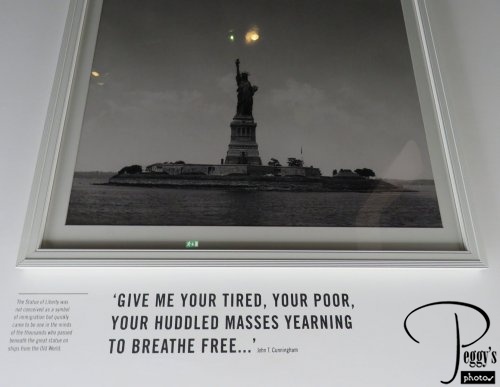 The Statue of Liberty was
not conceived as a symbol
of immigration but quickly
came to be one in the minds
of the thousands who passed
beneath the great statue on
ships from the Old World.
'GIVE ME YOUR TIRED, YOUR POOR,
YOUR HUDDLED MASSES YEARNING
TO BREATHE FREE...' John T. Cunningham
Peggy's
photos